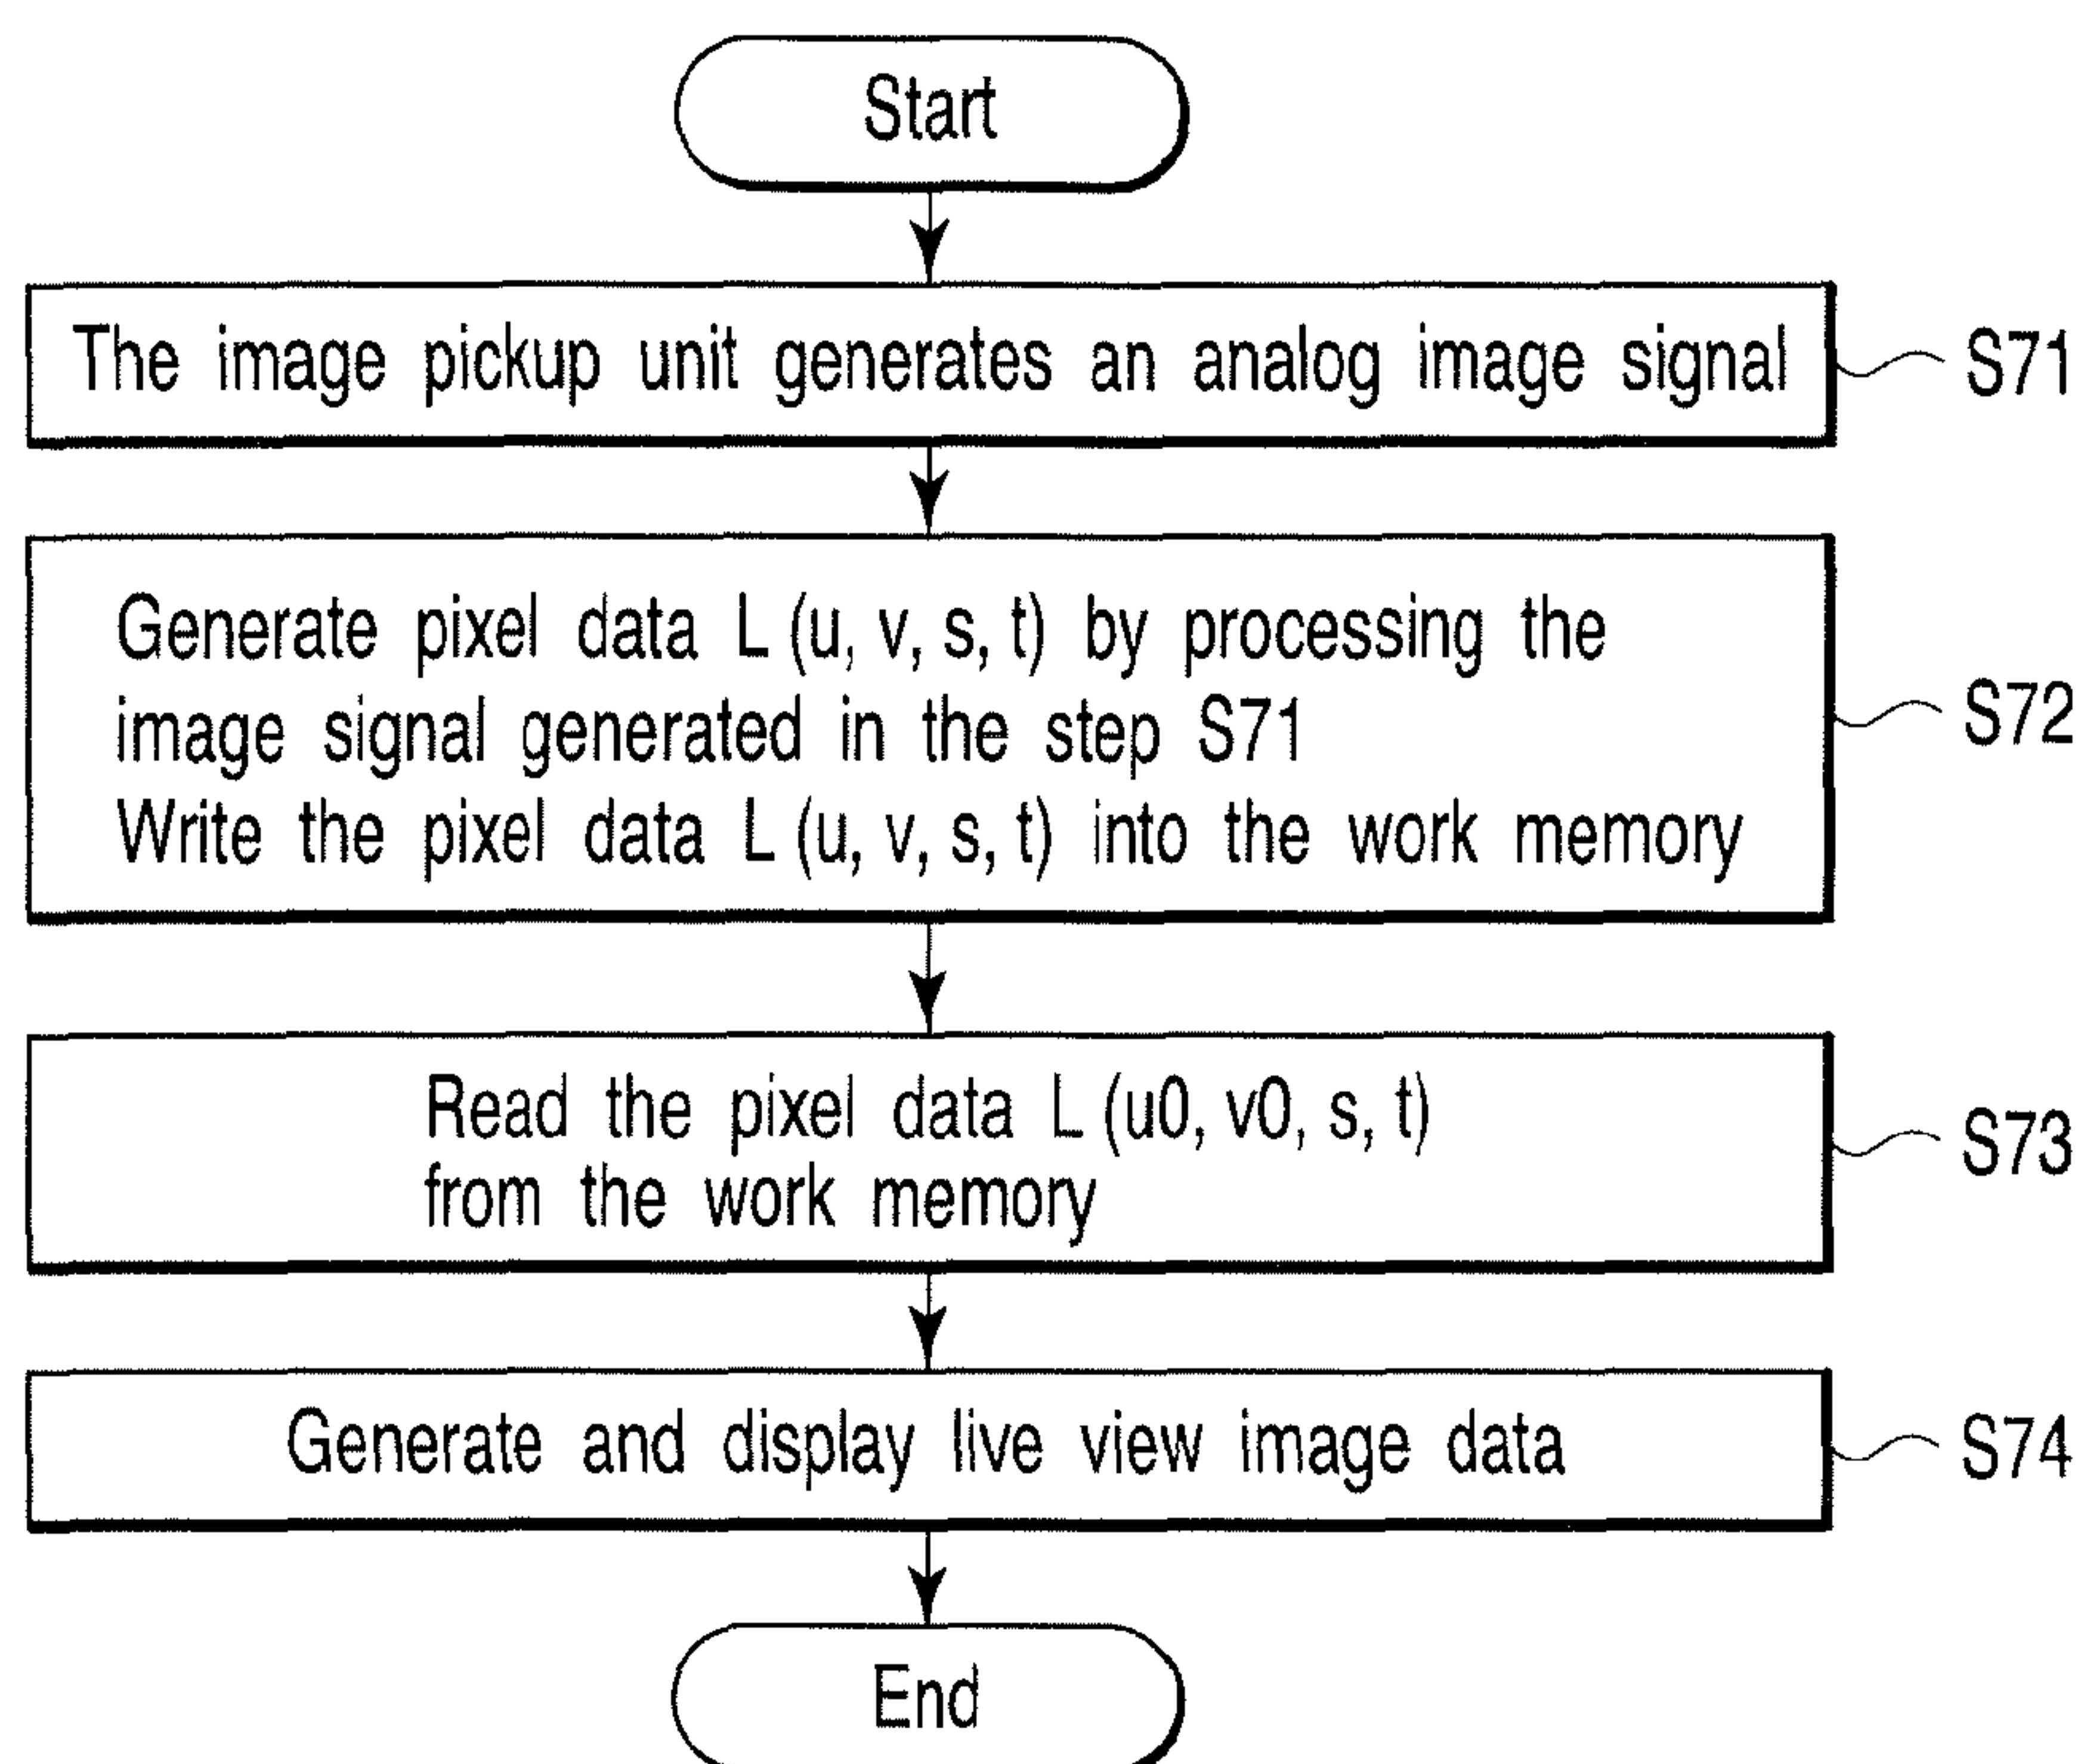 Start
The image pickup unit generates an analog image signal
S71
Generate pixel data L (u, v, s, t) by processing the
image signal generated in the step S71
Write the pixel data L (u, v, s, t) into the work memory
S72
Read the pixel data L (u0, v0, s, t)
from the work memory
S73
Generate and display live view image data
S74
End